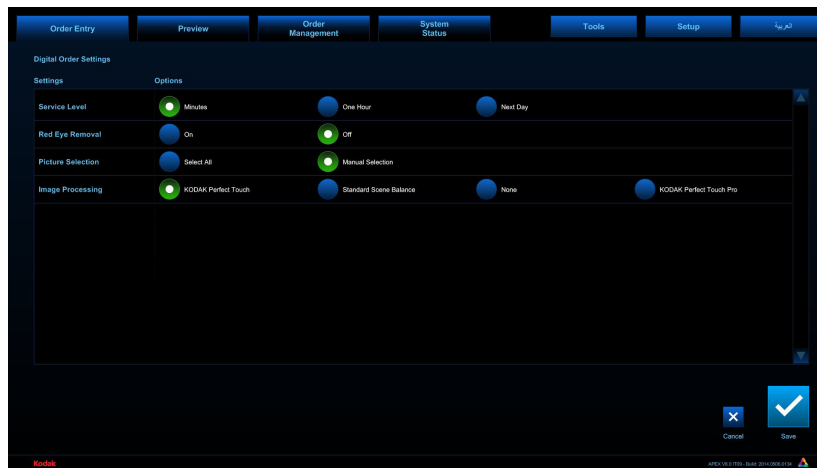 Order Entry
Preview
Order
Management
System
Status
Tools
Setup
العربية
Digital Order Settings
Settings Options
Service Level Minutes One Hour Next Day
Red Eye Removal On Off
Picture Selection Select All Manual Selection
Image Processing KODAK Perfect Touch Standard Scene Balance None KODAK Perfect Touch Pro
Cancel Save
Kodak